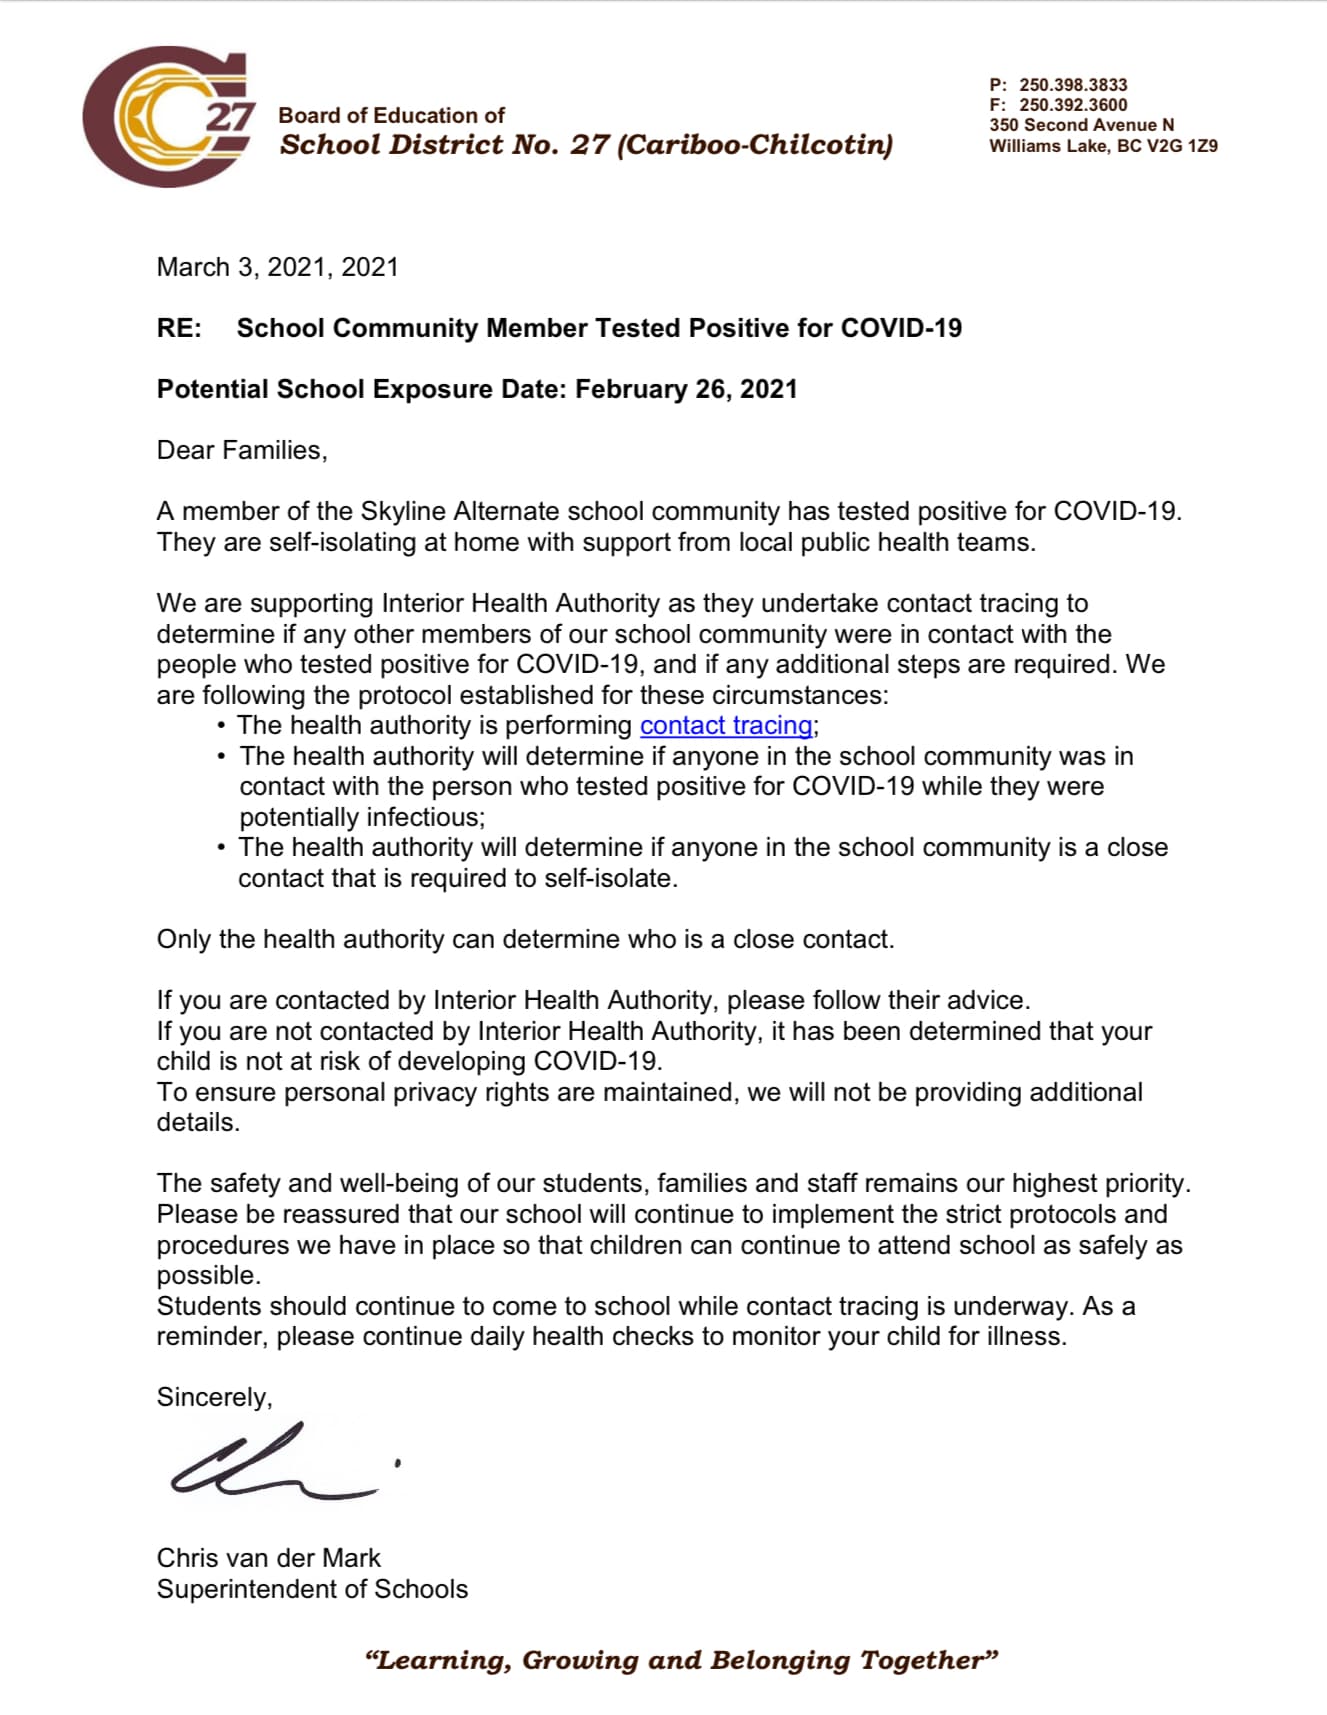 27
Board of Education of
School District No. 27 (Cariboo-Chilcotin)
P: 250.398.3833
F: 250.392.3600
350 Second Avenue N
Williams Lake, BC V2G 1Z9
March 3, 2021, 2021
RE: School Community Member Tested Positive for COVID-19
Potential School Exposure Date: February 26, 2021
Dear Families,
A member of the Skyline Alternate school community has tested positive for COVID-19.
They are self-isolating at home with support from local public health teams.
We are supporting Interior Health Authority as they undertake contact tracing to
determine if any other members of our school community were in contact with the
people who tested positive for COVID-19, and if any additional steps are required. We
are following the protocol established for these circumstances:
• The health authority is performing contact tracing;
• The health authority will determine if anyone in the school community was in
contact with the person who tested positive for COVID-19 while they were
potentially infectious;
• The health authority will determine if anyone in the school community is a close
contact that is required to self-isolate.
Only the health authority can determine who is a close contact.
If you are contacted by Interior Health Authority, please follow their advice.
If you are not contacted by Interior Health Authority, it has been determined that your
child is not at risk of developing COVID-19.
To ensure personal privacy rights are maintained, we will not be providing additional
details.
The safety and well-being of our students, families and staff remains our highest priority.
Please be reassured that our school will continue to implement the strict protocols and
procedures we have in place so that children can continue to attend school as safely as
possible.
Students should continue to come to school while contact tracing is underway. As a
reminder, please continue daily health checks to monitor your child for illness.
Sincerely,
Chris van der Mark
Superintendent of Schools
“Learning, Growing and Belonging Together”